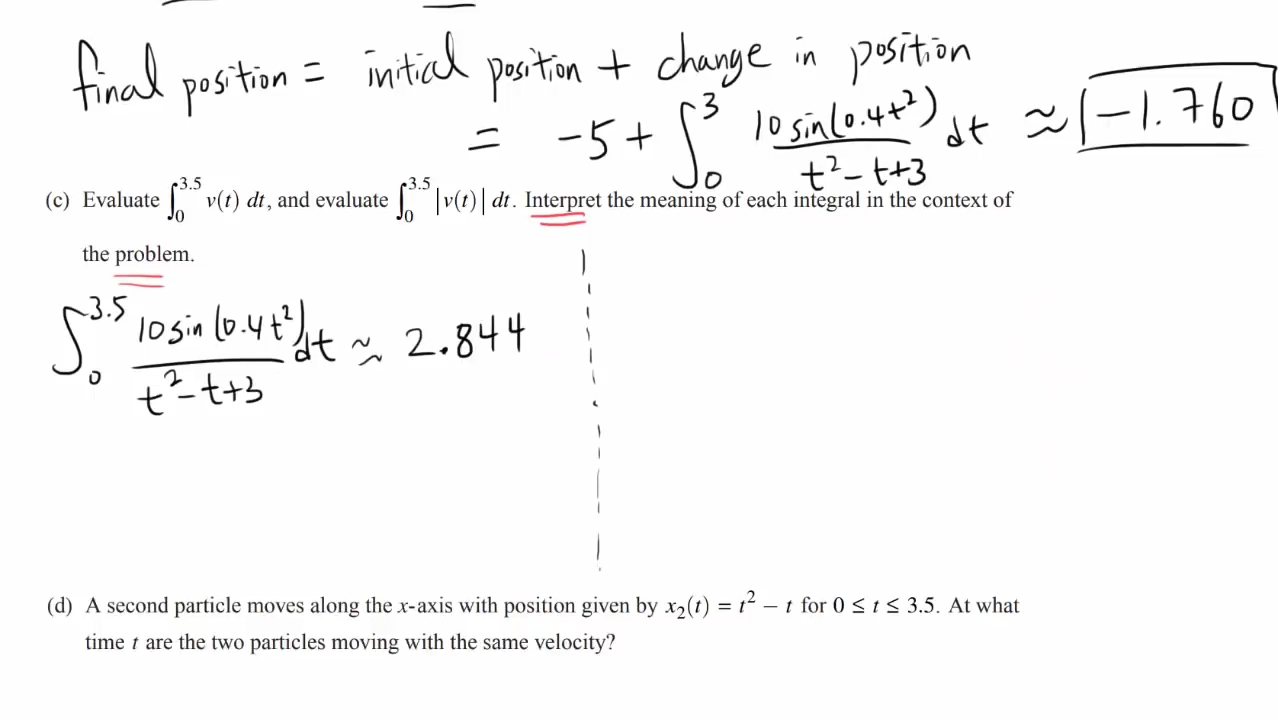 final position = initial position + change in position
= -5 + ∫₀³ 10 sin(0.4t²) / (t² - t + 3) dt ≈ -1.760
(c) Evaluate ∫₀^3.5 v(t) dt, and evaluate ∫₀^3.5 |v(t)| dt. Interpret the meaning of each integral in the context of
the problem.
∫₀^3.5 10 sin(0.4t²) / (t² - t + 3) dt ≈ 2.844
(d) A second particle moves along the x-axis with position given by x₂(t) = t² − t for 0 ≤ t ≤ 3.5. At what
time t are the two particles moving with the same velocity?